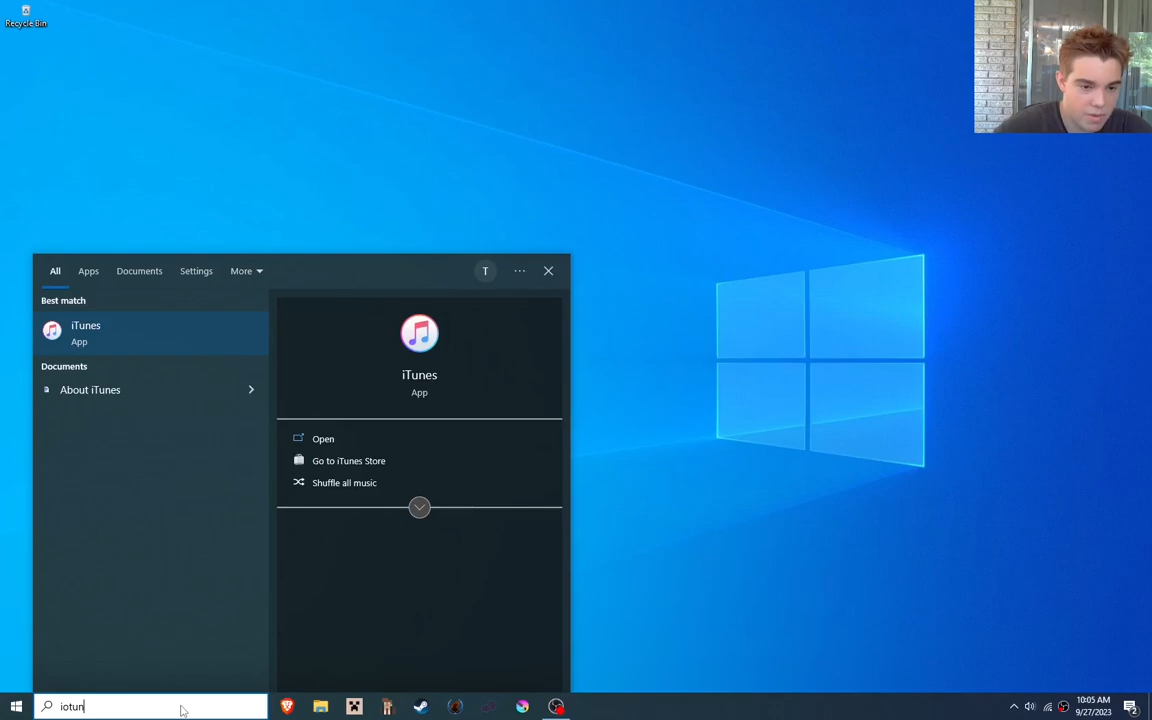 Recycle Bin
All Apps Documents Settings More T
Best match
iTunes
App
Documents
About iTunes
iTunes
App
Open
Go to iTunes Store
Shuffle all music
iotun
10:05 AM
9/27/2023
2